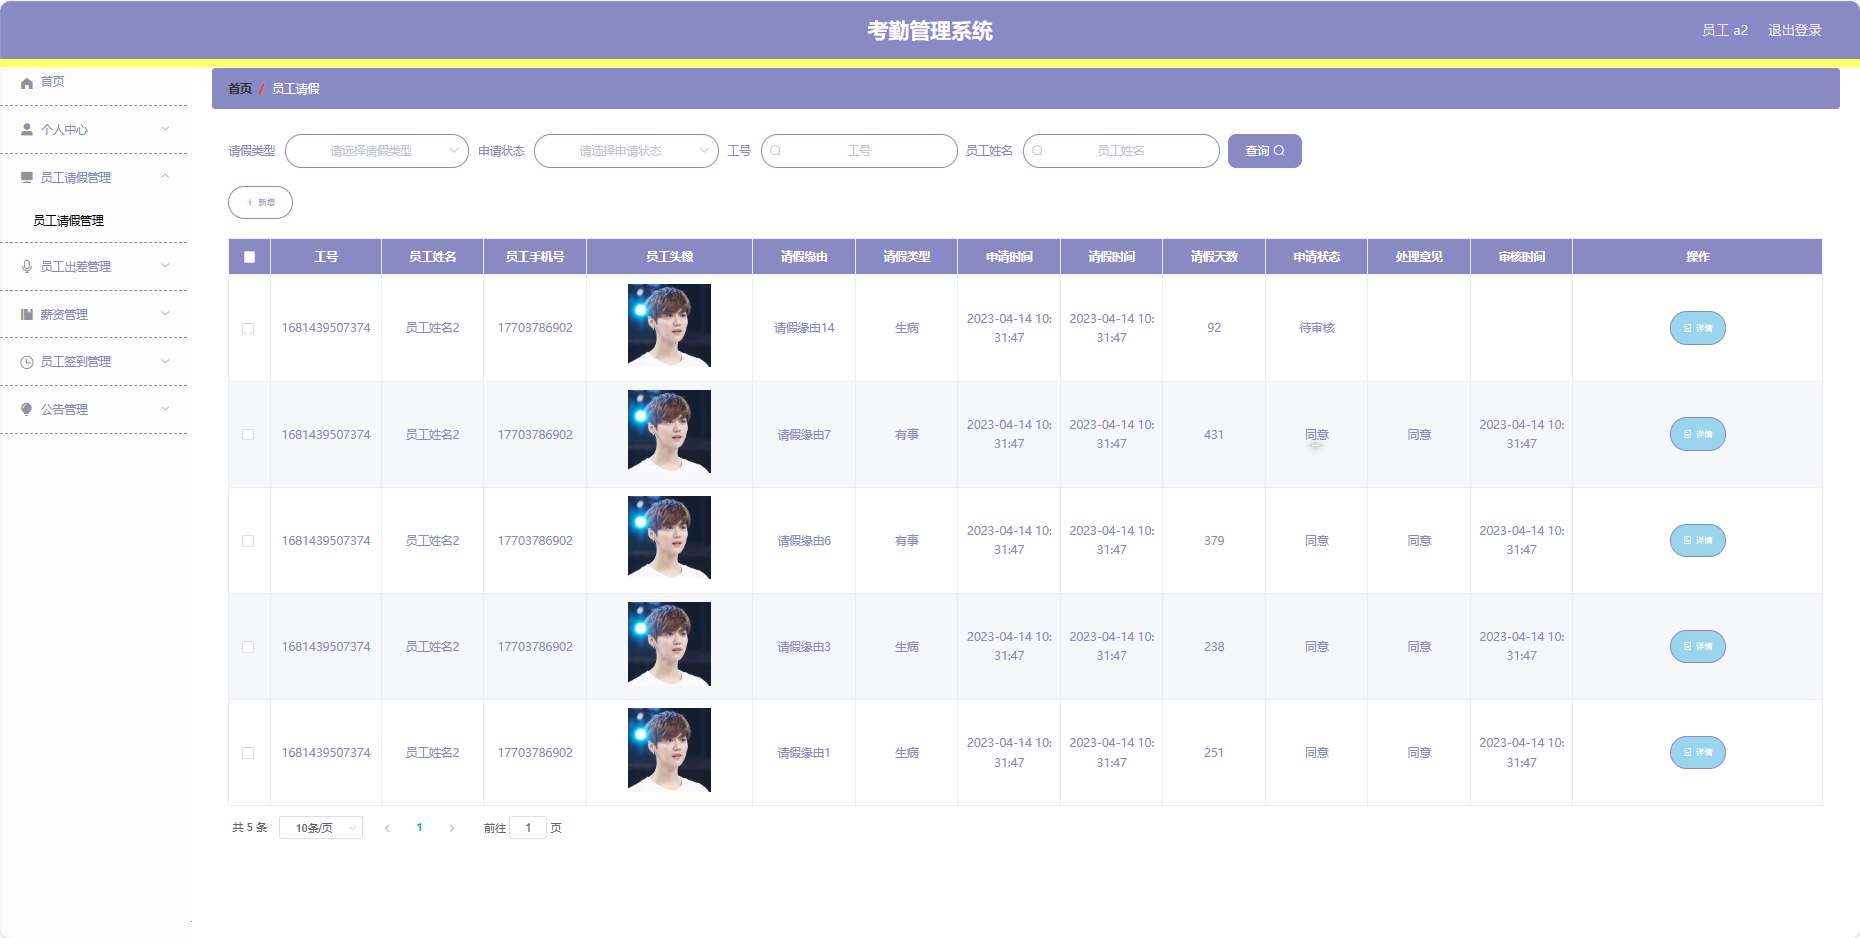 考勤管理系统
员工 a2 退出登录
首页
个人中心
员工请假管理
员工请假管理
员工出差管理
薪资管理
员工签到管理
公告管理
首页 / 员工请假
请假类型 请选择请假类型 申请状态 请选择申请状态 工号 工号 员工姓名 员工姓名 查询
+ 新增
工号 员工姓名 员工手机号 员工头像 请假缘由 请假类型 申请时间 请假时间 请假天数 申请状态 处理意见 审核时间 操作
1681439507374 员工姓名2 17703786902 请假缘由14 生病 2023-04-14 10:31:47 2023-04-14 10:31:47 92 待审核 详情
1681439507374 员工姓名2 17703786902 请假缘由7 有事 2023-04-14 10:31:47 2023-04-14 10:31:47 431 同意 同意 2023-04-14 10:31:47 详情
1681439507374 员工姓名2 17703786902 请假缘由6 有事 2023-04-14 10:31:47 2023-04-14 10:31:47 379 同意 同意 2023-04-14 10:31:47 详情
1681439507374 员工姓名2 17703786902 请假缘由3 生病 2023-04-14 10:31:47 2023-04-14 10:31:47 238 同意 同意 2023-04-14 10:31:47 详情
1681439507374 员工姓名2 17703786902 请假缘由1 生病 2023-04-14 10:31:47 2023-04-14 10:31:47 251 同意 同意 2023-04-14 10:31:47 详情
共 5 条 10条/页 1 前往 1 页